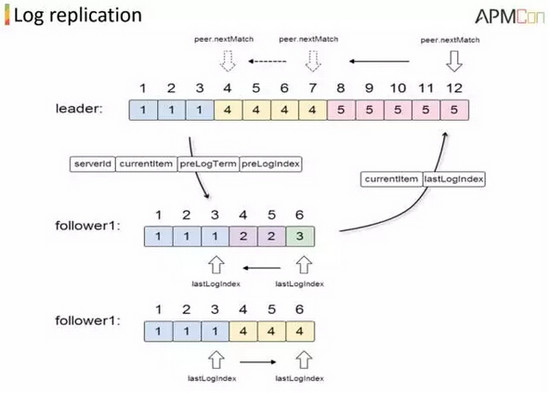 Log replication
APMCon
peer.nextMatch peer.nextMatch peer.nextMatch
1 2 3 4 5 6 7 8 9 10 11 12
leader: 1 1 1 4 4 4 4 5 5 5 5 5
serverId currentItem preLogTerm preLogIndex
currentItem lastLogIndex
1 2 3 4 5 6
follower1: 1 1 1 2 2 3
lastLogIndex lastLogIndex
1 2 3 4 5 6
follower1: 1 1 1 4 4 4
lastLogIndex lastLogIndex